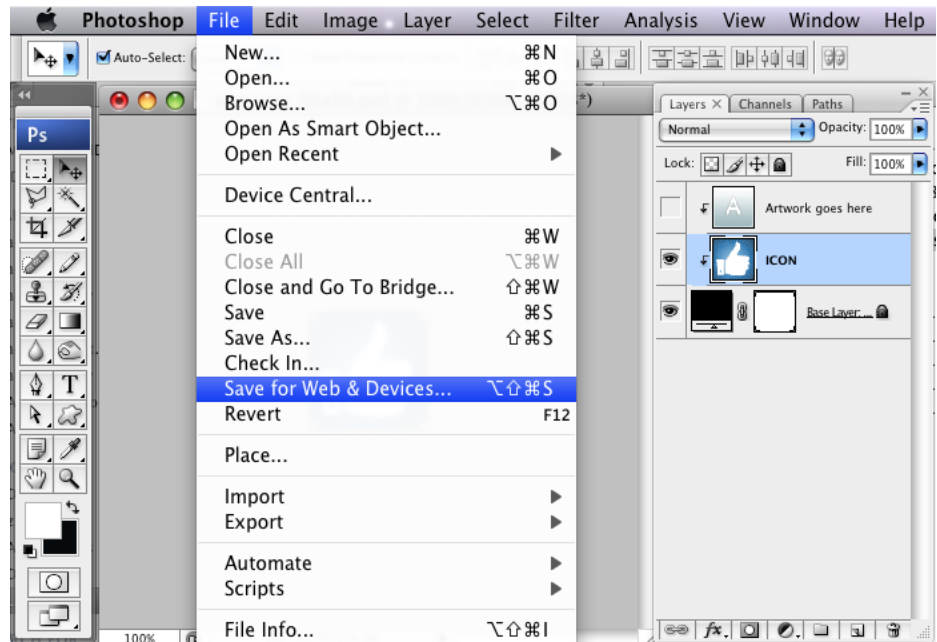 Photoshop File Edit Image Layer Select Filter Analysis View Window Help
Auto-Select:
New... ⌘N
Open... ⌘O
Browse... ⌥⌘O
Open As Smart Object...
Open Recent ▶
Device Central...
Close ⌘W
Close All ⌥⌘W
Close and Go To Bridge... ⇧⌘W
Save ⌘S
Save As... ⇧⌘S
Check In...
Save for Web & Devices... ⌥⇧⌘S
Revert F12
Place...
Import ▶
Export ▶
Automate ▶
Scripts ▶
File Info... ⌥⇧⌘I
Ps
T
100%
*)
Layers × Channels Paths
Normal Opacity: 100%
Lock: Fill: 100%
A Artwork goes here
ICON
Base Layer: ...
fx.